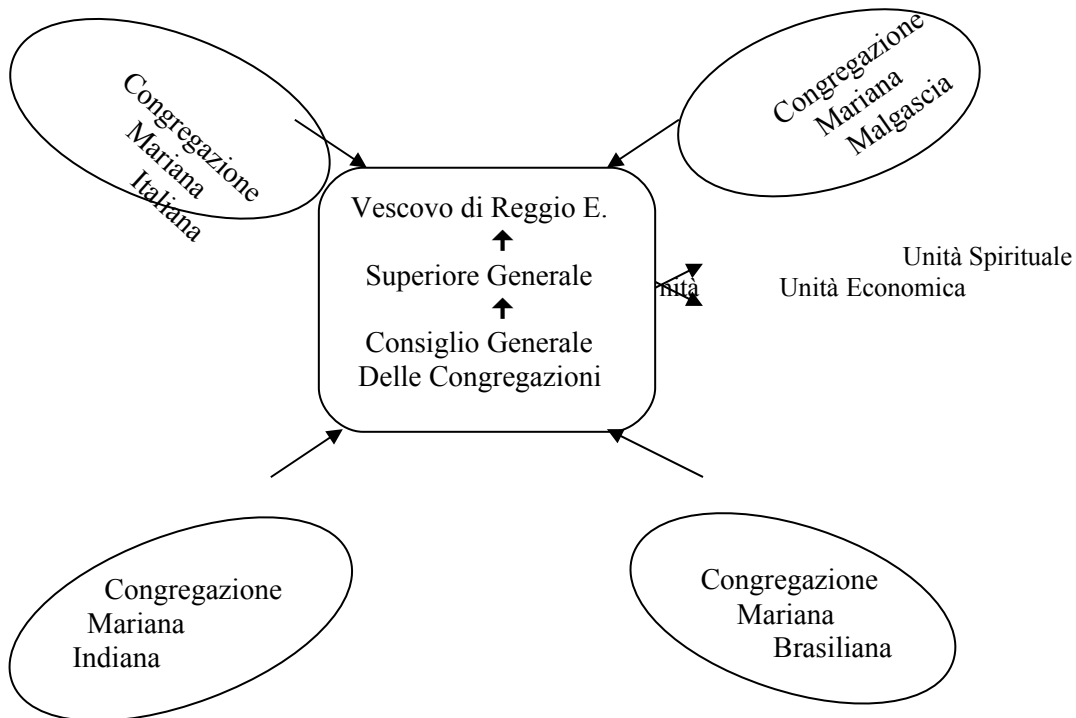 Congregazione
Mariana
Italiana
Congregazione
Mariana
Malgascia
Vescovo di Reggio E.
Superiore Generale
Consiglio Generale
Delle Congregazioni
Unità Spirituale
Unità Economica
Congregazione
Mariana
Indiana
Congregazione
Mariana
Brasiliana